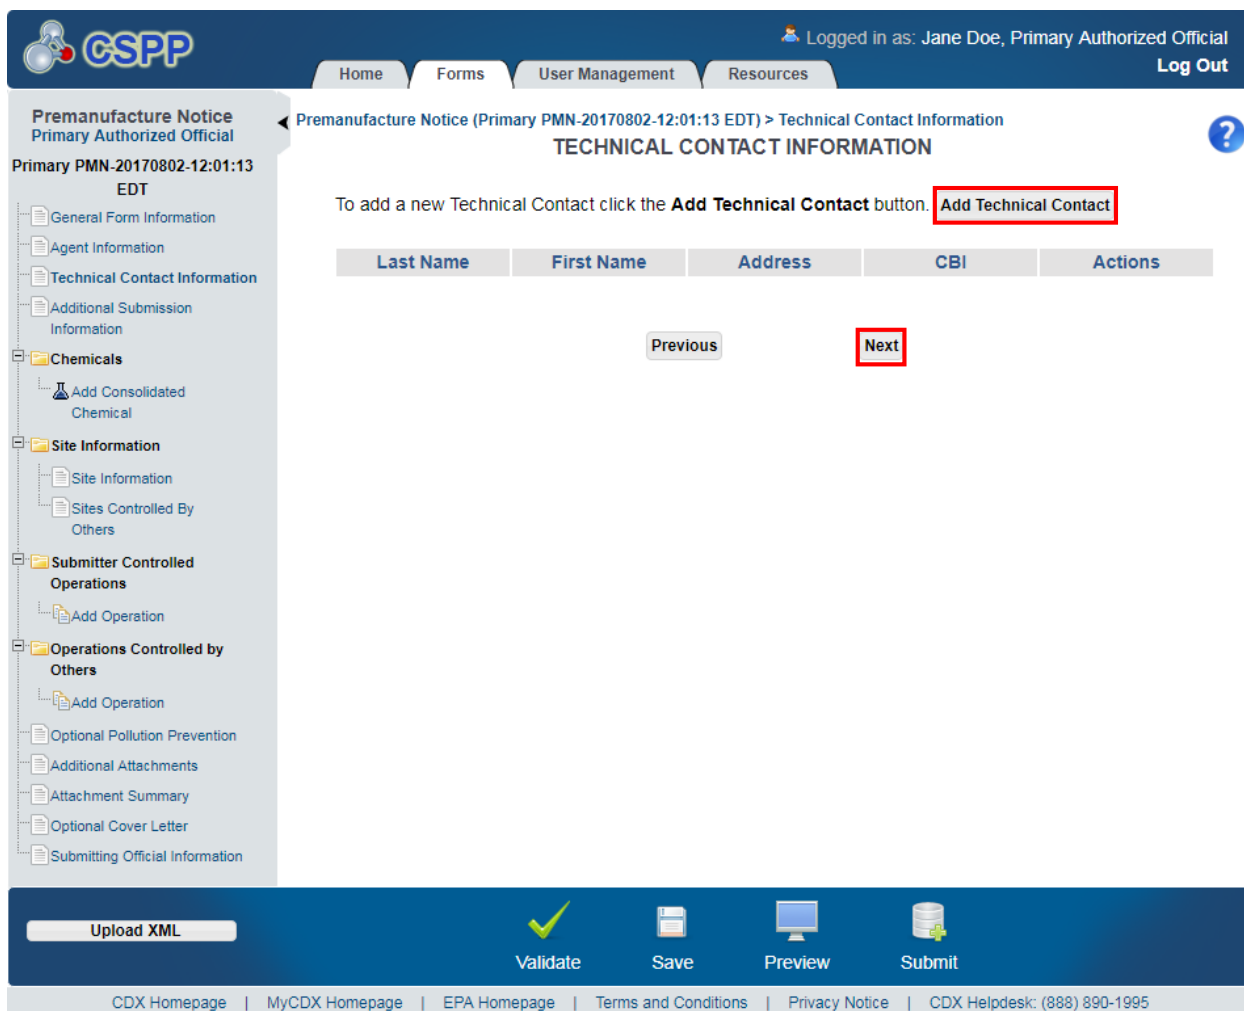 CSPP
Logged in as: Jane Doe, Primary Authorized Official
Log Out
Home
Forms
User Management
Resources
Premanufacture Notice
Primary Authorized Official
Primary PMN-20170802-12:01:13
EDT
General Form Information
Agent Information
Technical Contact Information
Additional Submission
Information
Chemicals
Add Consolidated
Chemical
Site Information
Site Information
Sites Controlled By
Others
Submitter Controlled
Operations
Add Operation
Operations Controlled by
Others
Add Operation
Optional Pollution Prevention
Additional Attachments
Attachment Summary
Optional Cover Letter
Submitting Official Information
Premanufacture Notice (Primary PMN-20170802-12:01:13 EDT) > Technical Contact Information
TECHNICAL CONTACT INFORMATION
?
To add a new Technical Contact click the Add Technical Contact button. Add Technical Contact
Last Name First Name Address CBI Actions
Previous Next
Upload XML
Validate Save Preview Submit
CDX Homepage | MyCDX Homepage | EPA Homepage | Terms and Conditions | Privacy Notice | CDX Helpdesk: (888) 890-1995